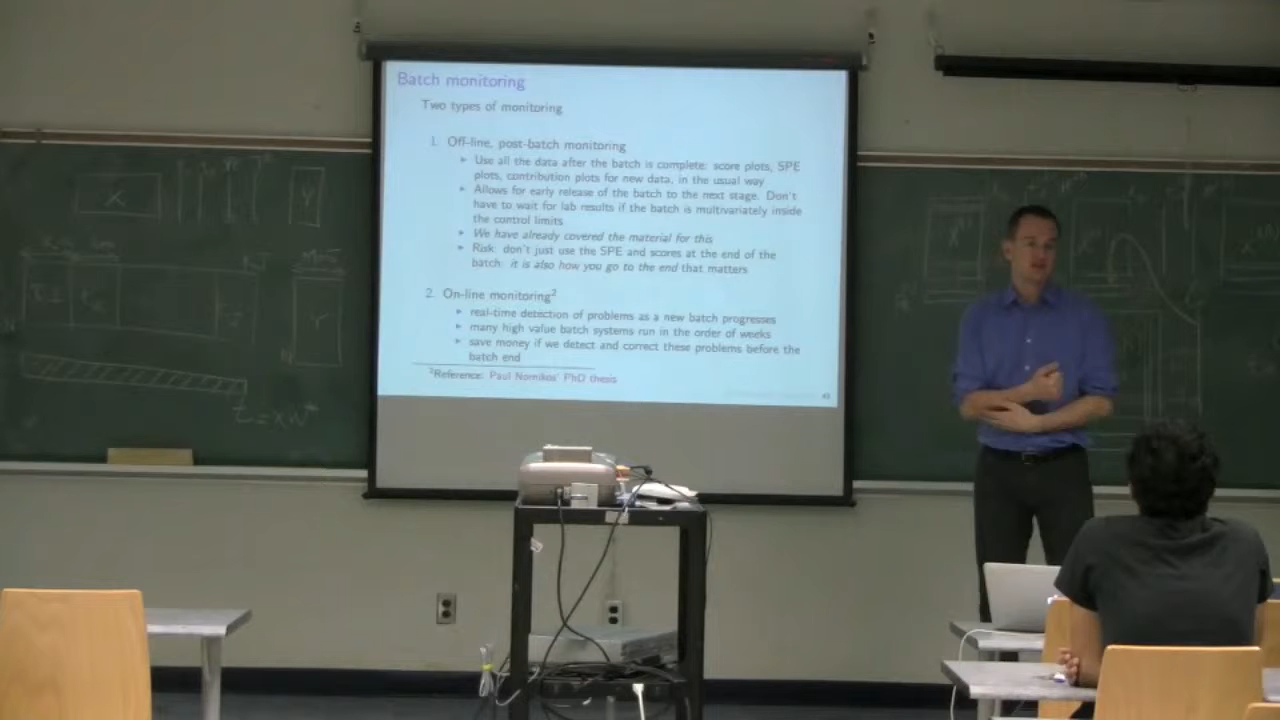 Batch monitoring
Two types of monitoring
1. Off-line, post-batch monitoring
▸ Use all the data after the batch is complete: score plots, SPE
plots, contribution plots for new data, in the usual way
▸ Allows for early release of the batch to the next stage. Don't
have to wait for lab results if the batch is multivariately inside
the control limits
▸ We have already covered the material for this
▸ Risk: don't just use the SPE and scores at the end of the
batch: it is also how you go to the end that matters
2. On-line monitoring²
▸ real-time detection of problems as a new batch progresses
▸ many high value batch systems run in the order of weeks
▸ save money if we detect and correct these problems before the
batch end
²Reference: Paul Nomikos' PhD thesis
X
Y
Y